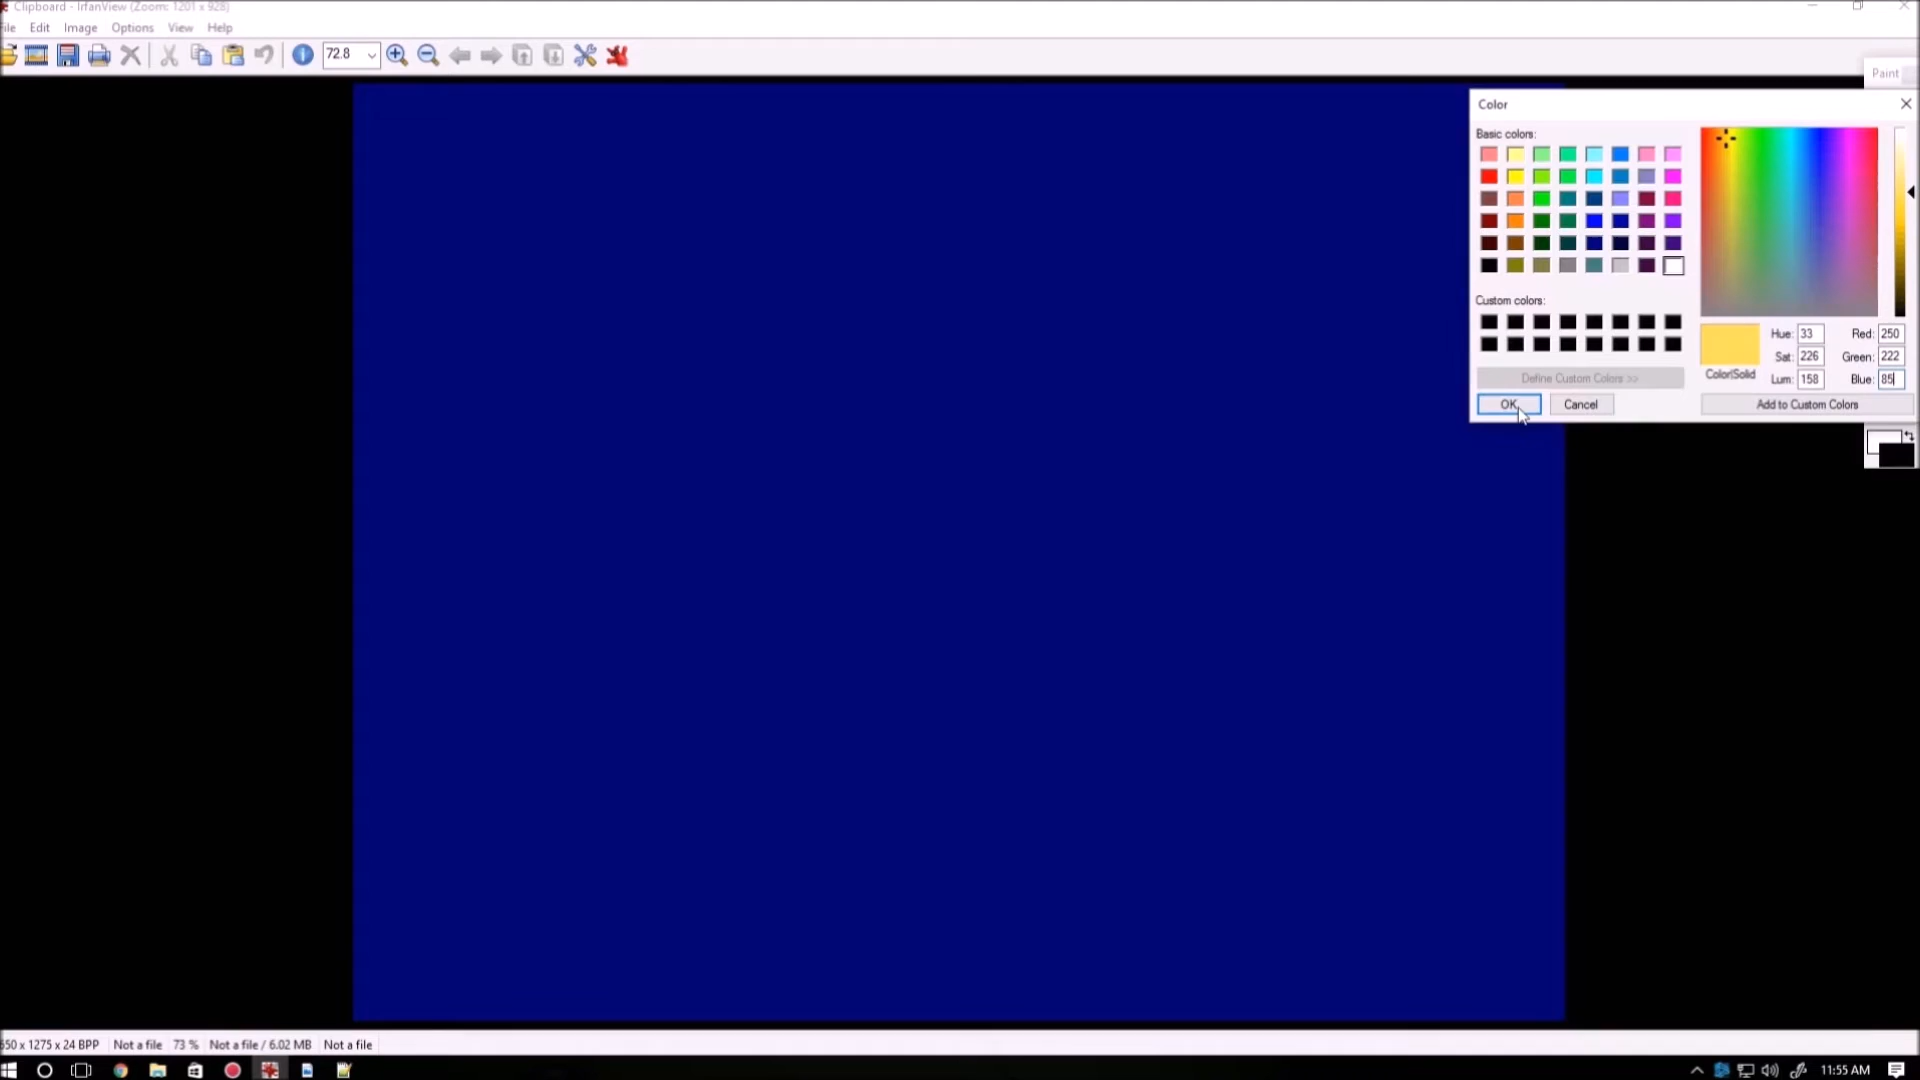 Clipboard - IrfanView (Zoom: 1201 x 928)
ile Edit Image Options View Help
72.8
Paint
Color
Basic colors:
Custom colors:
Hue: 33 Red: 250
Sat: 226 Green: 222
Color|Solid
Lum: 158 Blue: 85
Define Custom Colors >>
OK Cancel Add to Custom Colors
650 x 1275 x 24 BPP Not a file 73 % Not a file / 6.02 MB Not a file
11:55 AM